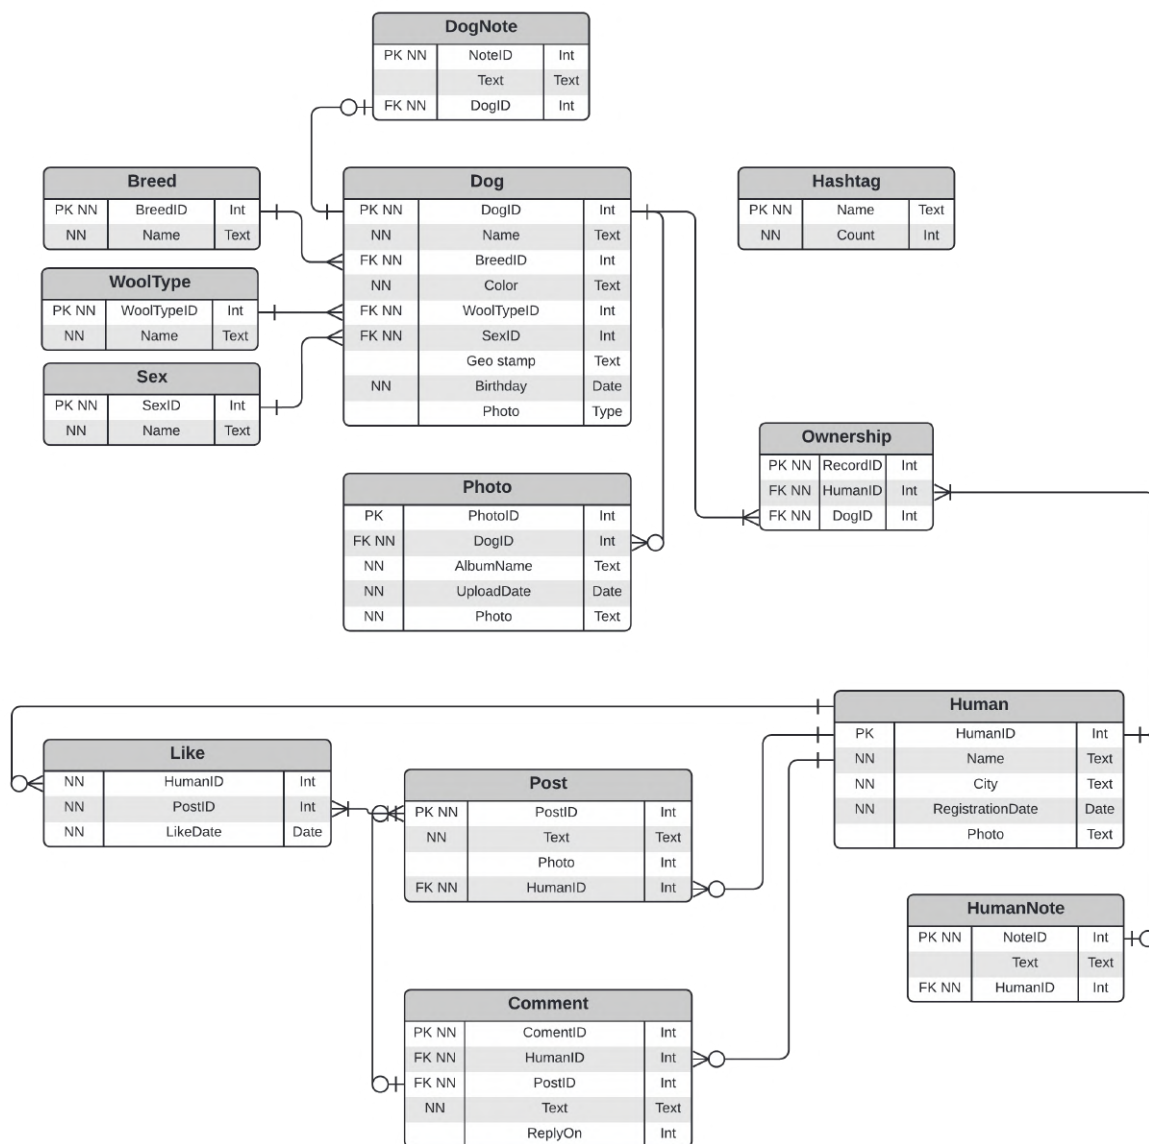 DogNote
PK NN NoteID Int
Text Text
FK NN DogID Int
Breed
PK NN BreedID Int
NN Name Text
Dog
PK NN DogID Int
NN Name Text
FK NN BreedID Int
NN Color Text
FK NN WoolTypeID Int
FK NN SexID Int
Geo stamp Text
NN Birthday Date
Photo Type
Hashtag
PK NN Name Text
NN Count Int
WoolType
PK NN WoolTypeID Int
NN Name Text
Sex
PK NN SexID Int
NN Name Text
Ownership
PK NN RecordID Int
FK NN HumanID Int
FK NN DogID Int
Photo
PK PhotoID Int
FK NN DogID Int
NN AlbumName Text
NN UploadDate Date
NN Photo Text
Human
PK HumanID Int
NN Name Text
NN City Text
NN RegistrationDate Date
Photo Text
Like
NN HumanID Int
NN PostID Int
NN LikeDate Date
Post
PK NN PostID Int
NN Text Text
Photo Int
FK NN HumanID Int
HumanNote
PK NN NoteID Int
Text Text
FK NN HumanID Int
Comment
PK NN ComentID Int
FK NN HumanID Int
FK NN PostID Int
NN Text Text
ReplyOn Int